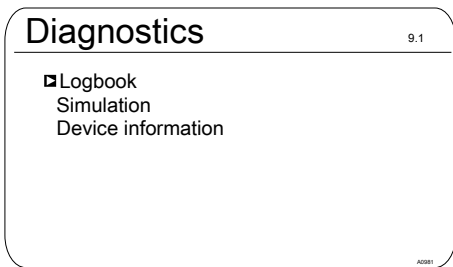 Diagnostics 9.1
Logbook
Simulation
Device information
A0981